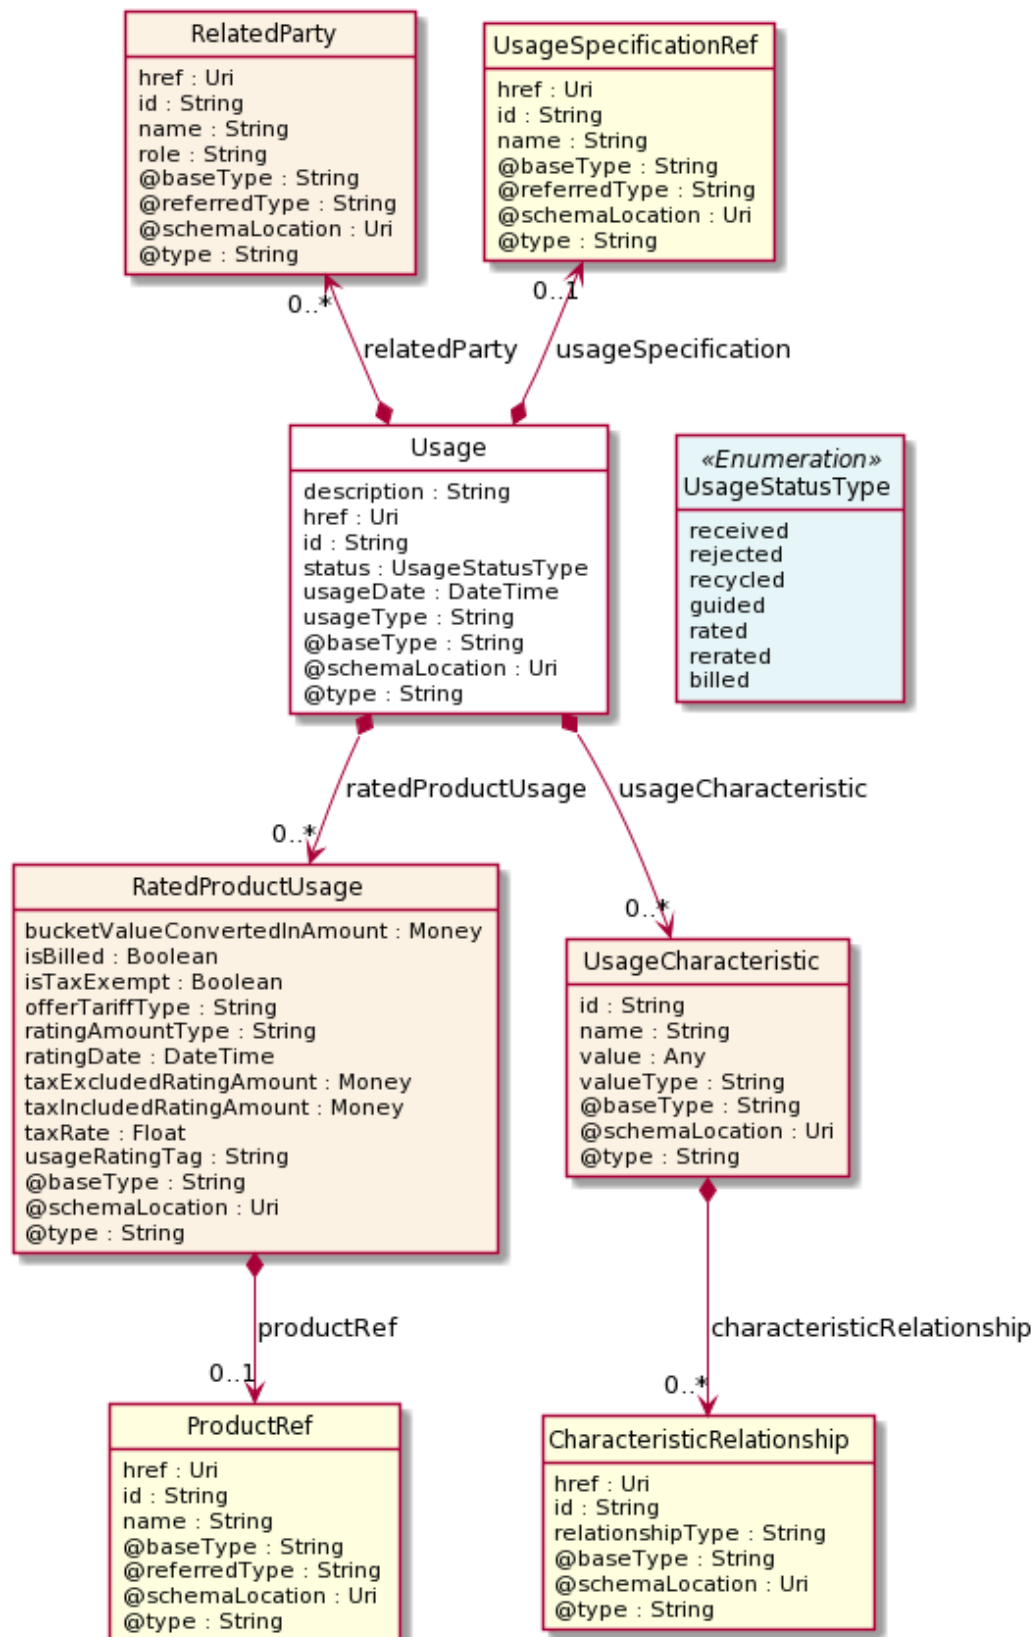 RelatedParty
href : Uri
id : String
name : String
role : String
@baseType : String
@referredType : String
@schemaLocation : Uri
@type : String
UsageSpecificationRef
href : Uri
id : String
name : String
@baseType : String
@referredType : String
@schemaLocation : Uri
@type : String
0..*
0..1
relatedParty
usageSpecification
Usage
description : String
href : Uri
id : String
status : UsageStatusType
usageDate : DateTime
usageType : String
@baseType : String
@schemaLocation : Uri
@type : String
«Enumeration»
UsageStatusType
received
rejected
recycled
guided
rated
rerated
billed
ratedProductUsage
usageCharacteristic
0..*
0..*
RatedProductUsage
bucketValueConvertedInAmount : Money
isBilled : Boolean
isTaxExempt : Boolean
offerTariffType : String
ratingAmountType : String
ratingDate : DateTime
taxExcludedRatingAmount : Money
taxIncludedRatingAmount : Money
taxRate : Float
usageRatingTag : String
@baseType : String
@schemaLocation : Uri
@type : String
UsageCharacteristic
id : String
name : String
value : Any
valueType : String
@baseType : String
@schemaLocation : Uri
@type : String
productRef
characteristicRelationship
0..1
0..*
ProductRef
href : Uri
id : String
name : String
@baseType : String
@referredType : String
@schemaLocation : Uri
@type : String
CharacteristicRelationship
href : Uri
id : String
relationshipType : String
@baseType : String
@schemaLocation : Uri
@type : String